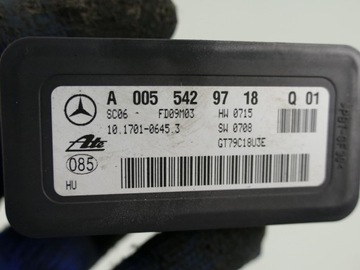 A 005 542 97 18 Q 01
SC06 - FD09M03 HW 0715
10.1701-0645.3 SW 0708
Ate GT79C18U3E
085
HU